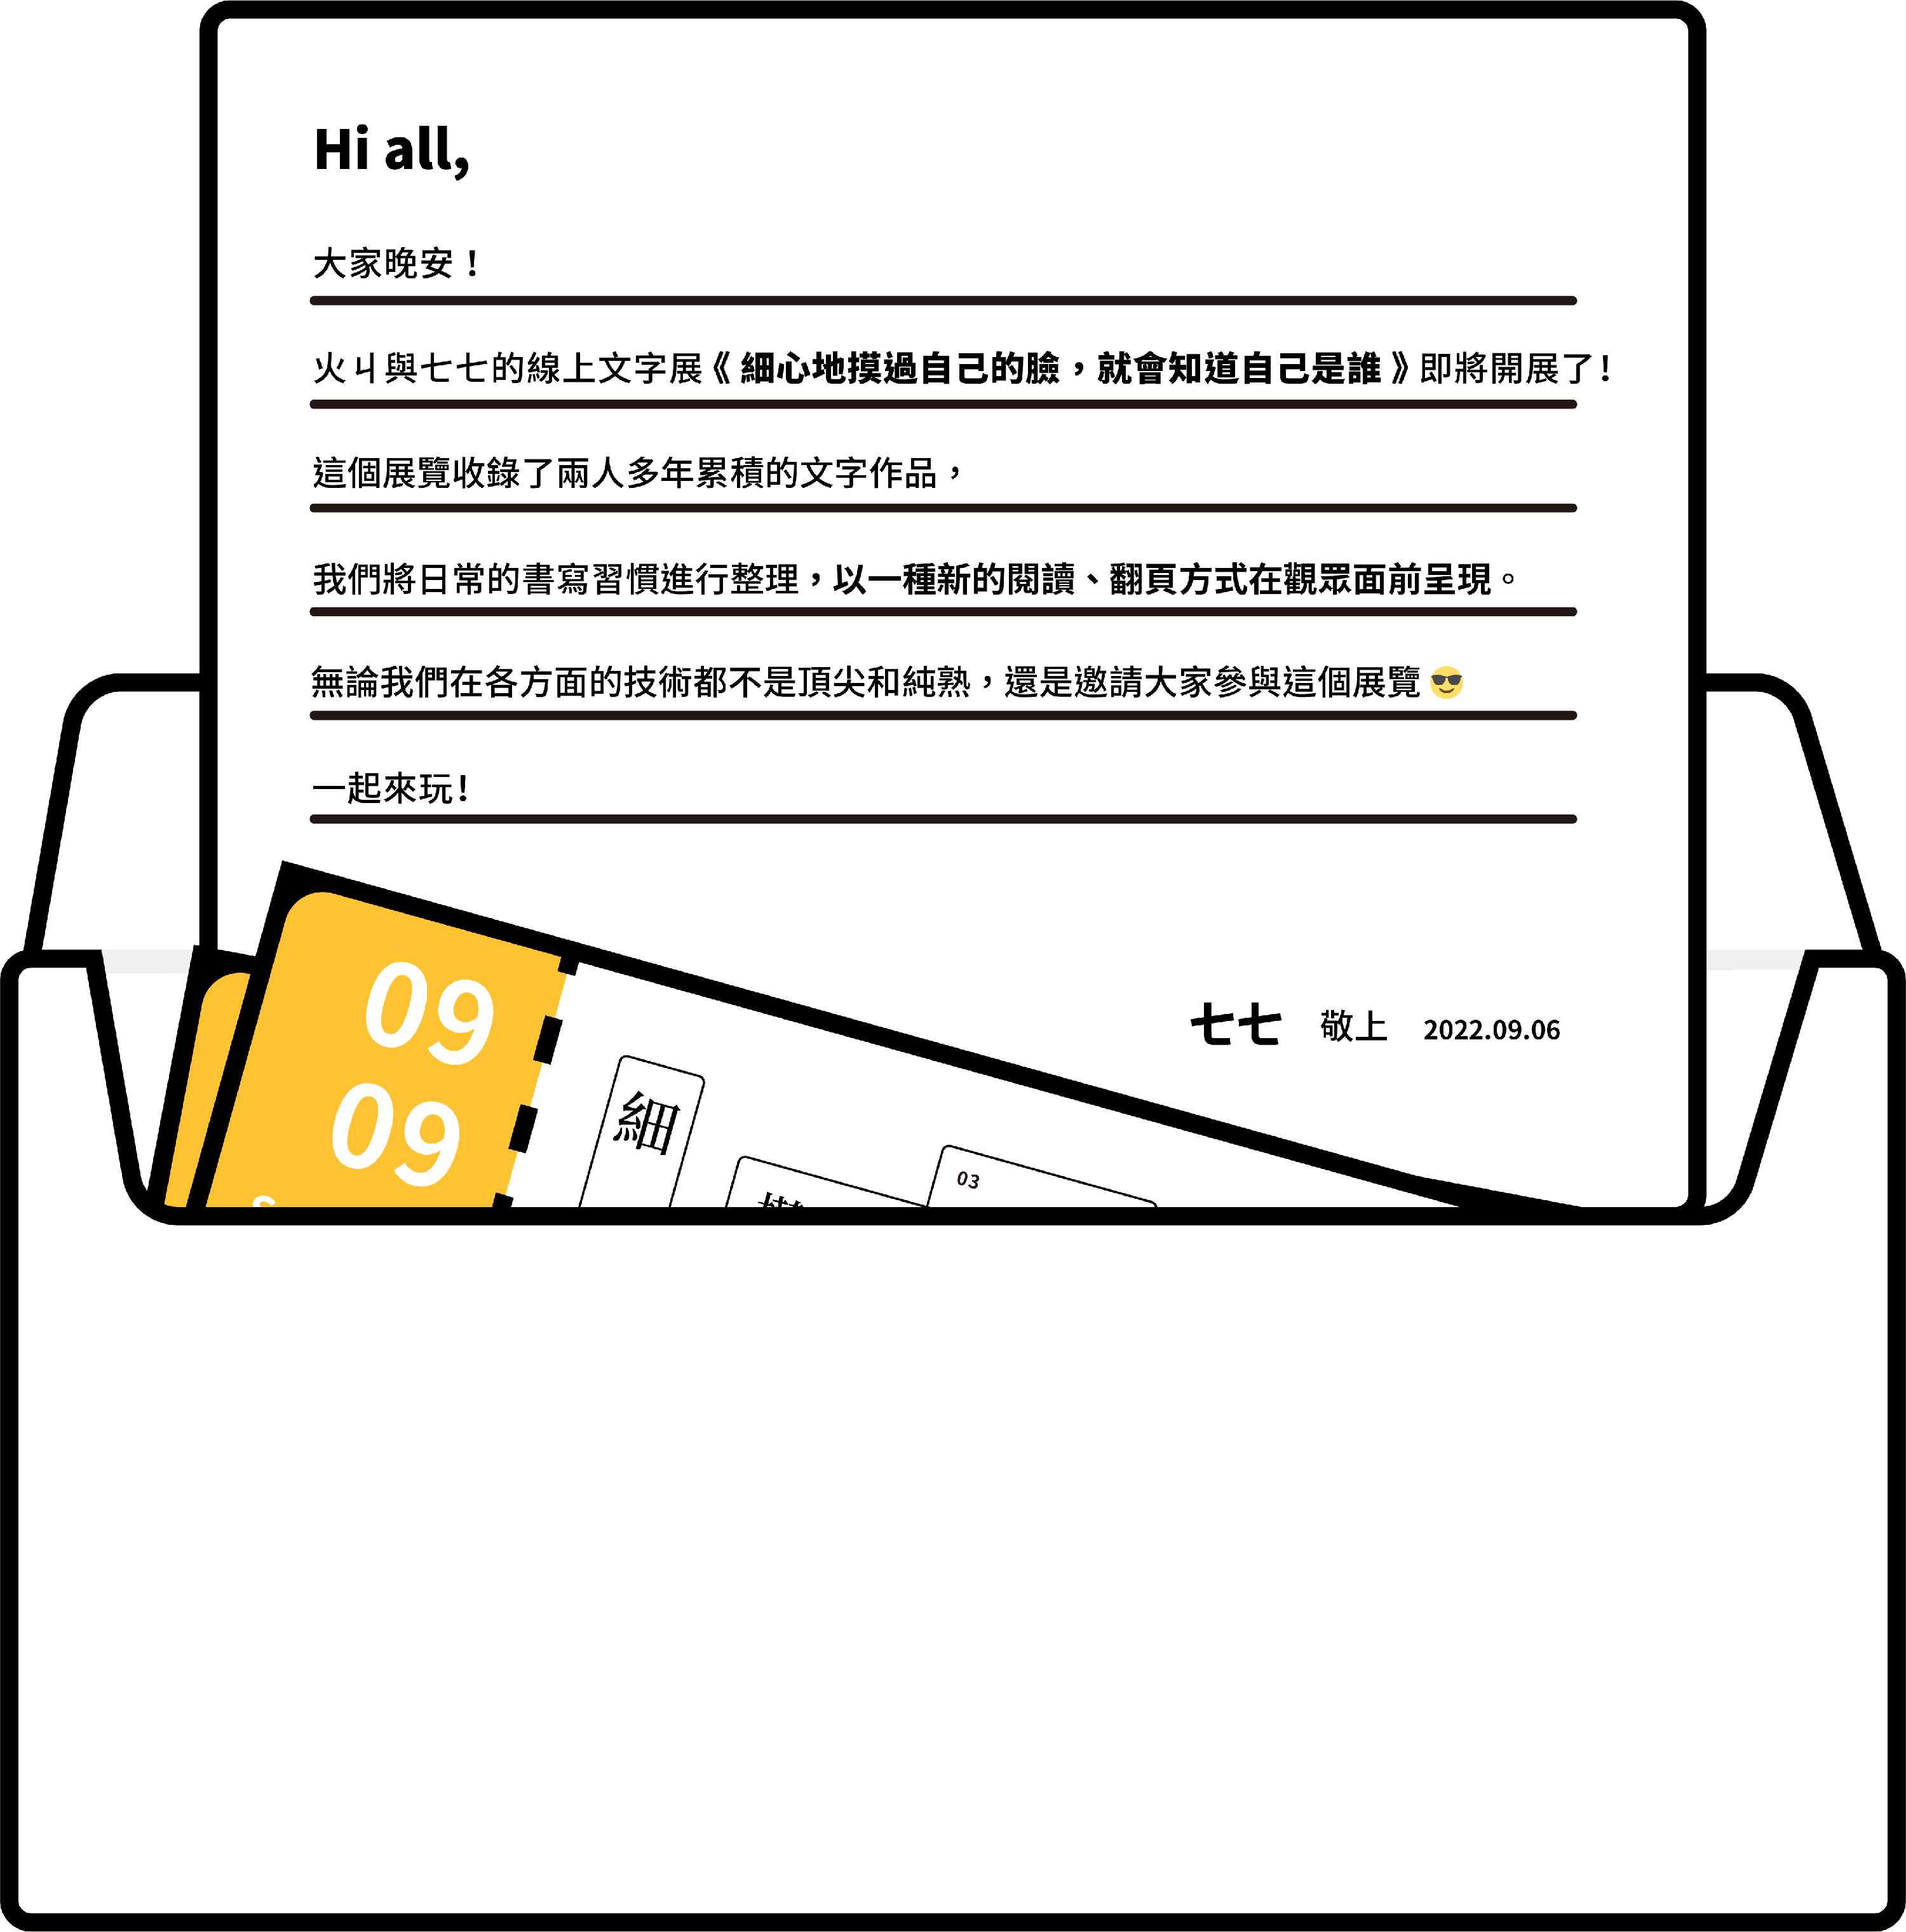 Hi all,
大家晚安！
火ㄐ與七七的線上文字展《細心地摸過自己的臉，就會知道自己是誰》即將開展了！
這個展覽收錄了兩人多年累積的文字作品，
我們將日常的書寫習慣進行整理，以一種新的閱讀、翻頁方式在觀眾面前呈現。
無論我們在各方面的技術都不是頂尖和純熟，還是邀請大家參與這個展覽😎
一起來玩！
七七 敬上 2022.09.06
09
09
細
03